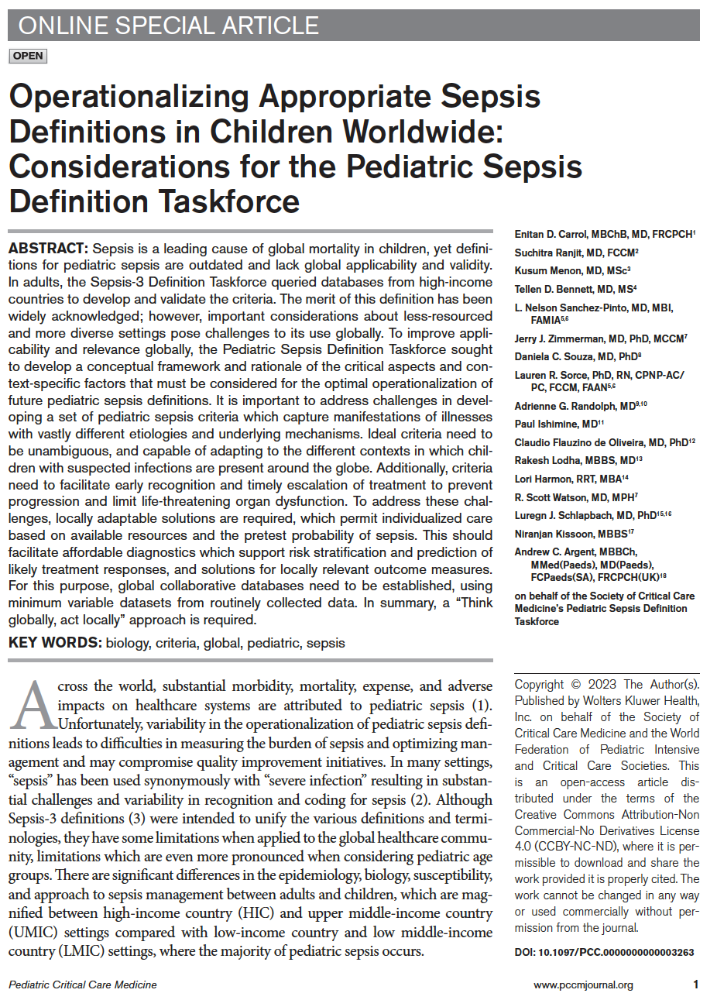 ONLINE SPECIAL ARTICLE
OPEN
Operationalizing Appropriate Sepsis
Definitions in Children Worldwide:
Considerations for the Pediatric Sepsis
Definition Taskforce
ABSTRACT: Sepsis is a leading cause of global mortality in children, yet defini-
tions for pediatric sepsis are outdated and lack global applicability and validity.
In adults, the Sepsis-3 Definition Taskforce queried databases from high-income
countries to develop and validate the criteria. The merit of this definition has been
widely acknowledged; however, important considerations about less-resourced
and more diverse settings pose challenges to its use globally. To improve appli-
cability and relevance globally, the Pediatric Sepsis Definition Taskforce sought
to develop a conceptual framework and rationale of the critical aspects and con-
text-specific factors that must be considered for the optimal operationalization of
future pediatric sepsis definitions. It is important to address challenges in devel-
oping a set of pediatric sepsis criteria which capture manifestations of illnesses
with vastly different etiologies and underlying mechanisms. Ideal criteria need to
be unambiguous, and capable of adapting to the different contexts in which chil-
dren with suspected infections are present around the globe. Additionally, criteria
need to facilitate early recognition and timely escalation of treatment to prevent
progression and limit life-threatening organ dysfunction. To address these chal-
lenges, locally adaptable solutions are required, which permit individualized care
based on available resources and the pretest probability of sepsis. This should
facilitate affordable diagnostics which support risk stratification and prediction of
likely treatment responses, and solutions for locally relevant outcome measures.
For this purpose, global collaborative databases need to be established, using
minimum variable datasets from routinely collected data. In summary, a “Think
globally, act locally” approach is required.
KEY WORDS: biology, criteria, global, pediatric, sepsis
Across the world, substantial morbidity, mortality, expense, and adverse
impacts on healthcare systems are attributed to pediatric sepsis (1).
Unfortunately, variability in the operationalization of pediatric sepsis defi-
nitions leads to difficulties in measuring the burden of sepsis and optimizing man-
agement and may compromise quality improvement initiatives. In many settings,
“sepsis” has been used synonymously with “severe infection” resulting in substan-
tial challenges and variability in recognition and coding for sepsis (2). Although
Sepsis-3 definitions (3) were intended to unify the various definitions and termi-
nologies, they have some limitations when applied to the global healthcare commu-
nity, limitations which are even more pronounced when considering pediatric age
groups. There are significant differences in the epidemiology, biology, susceptibility,
and approach to sepsis management between adults and children, which are mag-
nified between high-income country (HIC) and upper middle-income country
(UMIC) settings compared with low-income country and low middle-income
country (LMIC) settings, where the majority of pediatric sepsis occurs.
Enitan D. Carrol, MBChB, MD, FRCPCH1
Suchitra Ranjit, MD, FCCM2
Kusum Menon, MD, MSc3
Tellen D. Bennett, MD, MS4
L. Nelson Sanchez-Pinto, MD, MBI,
FAMIA5,6
Jerry J. Zimmerman, MD, PhD, MCCM7
Daniela C. Souza, MD, PhD8
Lauren R. Sorce, PhD, RN, CPNP-AC/
PC, FCCM, FAAN5,6
Adrienne G. Randolph, MD9,10
Paul Ishimine, MD11
Claudio Flauzino de Oliveira, MD, PhD12
Rakesh Lodha, MBBS, MD13
Lori Harmon, RRT, MBA14
R. Scott Watson, MD, MPH7
Luregn J. Schlapbach, MD, PhD15,16
Niranjan Kissoon, MBBS17
Andrew C. Argent, MBBCh,
MMed(Paeds), MD(Paeds),
FCPaeds(SA), FRCPCH(UK)18
on behalf of the Society of Critical Care
Medicine’s Pediatric Sepsis Definition
Taskforce
Copyright © 2023 The Author(s).
Published by Wolters Kluwer Health,
Inc. on behalf of the Society of
Critical Care Medicine and the World
Federation of Pediatric Intensive
and Critical Care Societies. This
is an open-access article dis-
tributed under the terms of the
Creative Commons Attribution-Non
Commercial-No Derivatives License
4.0 (CCBY-NC-ND), where it is per-
missible to download and share the
work provided it is properly cited. The
work cannot be changed in any way
or used commercially without per-
mission from the journal.
DOI: 10.1097/PCC.0000000000003263
Pediatric Critical Care Medicine
www.pccmjournal.org 1